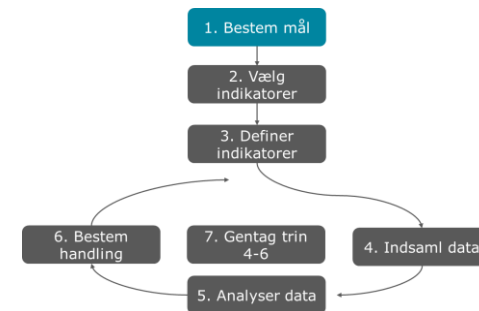 1. Bestem mål
2. Vælg
indikatorer
3. Definer
indikatorer
4. Indsaml data
5. Analyser data
6. Bestem
handling
7. Gentag trin
4-6